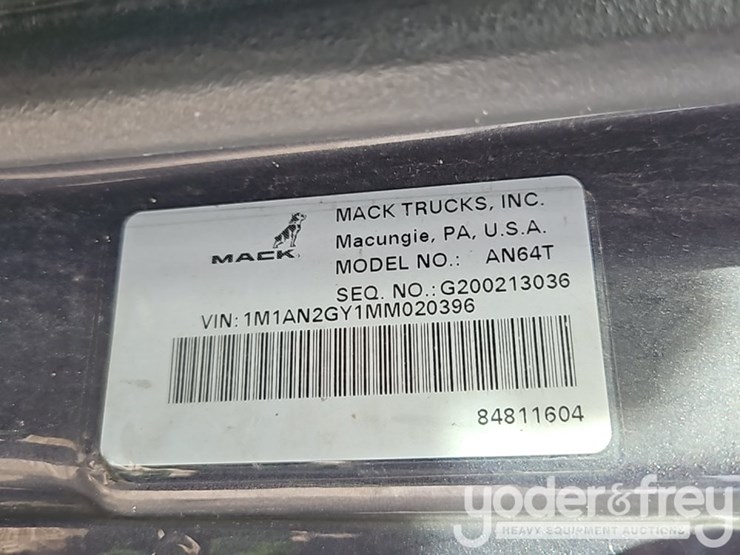 MACK
MACK TRUCKS, INC.
Macungie, PA, U.S.A.
MODEL NO.: AN64T
SEQ. NO.: G200213036
VIN: 1M1AN2GY1MM020396
84811604
yoder&frey
HEAVY EQUIPMENT AUCTIONS